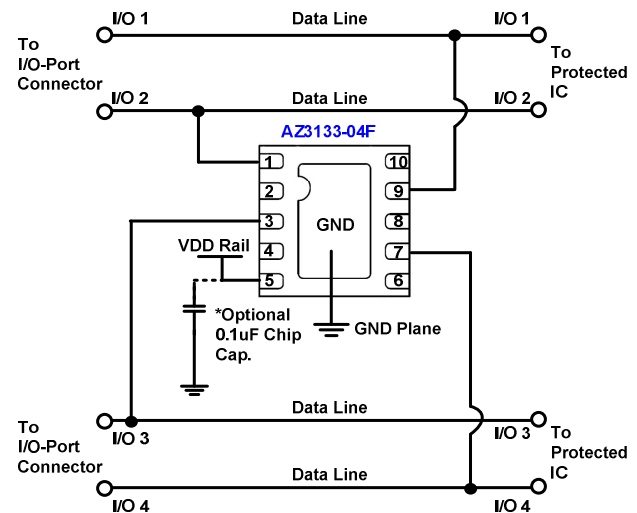 I/O 1
Data Line
I/O 1
To
I/O-Port
Connector
To
Protected
IC
I/O 2
Data Line
I/O 2
AZ3133-04F
1
10
2
9
3
8
GND
VDD Rail
4
7
5
6
*Optional
0.1uF Chip
Cap.
GND Plane
Data Line
To
I/O-Port
Connector
I/O 3
I/O 3
To
Protected
IC
Data Line
I/O 4
I/O 4